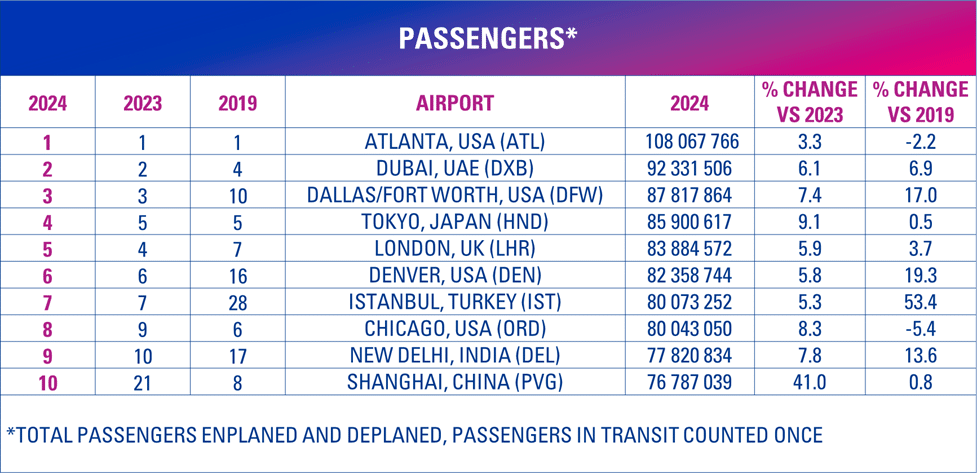 PASSENGERS*
2024 2023 2019 AIRPORT 2024 % CHANGE VS 2023 % CHANGE VS 2019
1 1 1 ATLANTA, USA (ATL) 108 067 766 3.3 -2.2
2 2 4 DUBAI, UAE (DXB) 92 331 506 6.1 6.9
3 3 10 DALLAS/FORT WORTH, USA (DFW) 87 817 864 7.4 17.0
4 5 5 TOKYO, JAPAN (HND) 85 900 617 9.1 0.5
5 4 7 LONDON, UK (LHR) 83 884 572 5.9 3.7
6 6 16 DENVER, USA (DEN) 82 358 744 5.8 19.3
7 7 28 ISTANBUL, TURKEY (IST) 80 073 252 5.3 53.4
8 9 6 CHICAGO, USA (ORD) 80 043 050 8.3 -5.4
9 10 17 NEW DELHI, INDIA (DEL) 77 820 834 7.8 13.6
10 21 8 SHANGHAI, CHINA (PVG) 76 787 039 41.0 0.8
*TOTAL PASSENGERS ENPLANED AND DEPLANED, PASSENGERS IN TRANSIT COUNTED ONCE